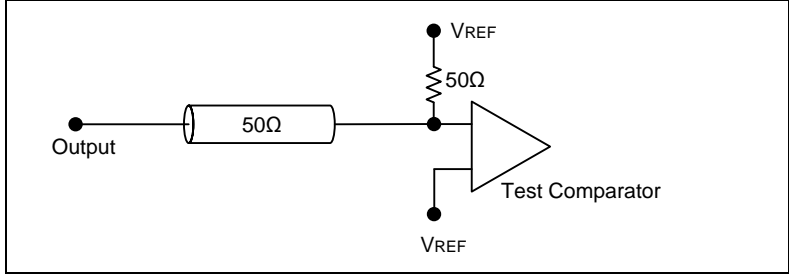 VREF
50Ω
50Ω
Output
Test Comparator
VREF